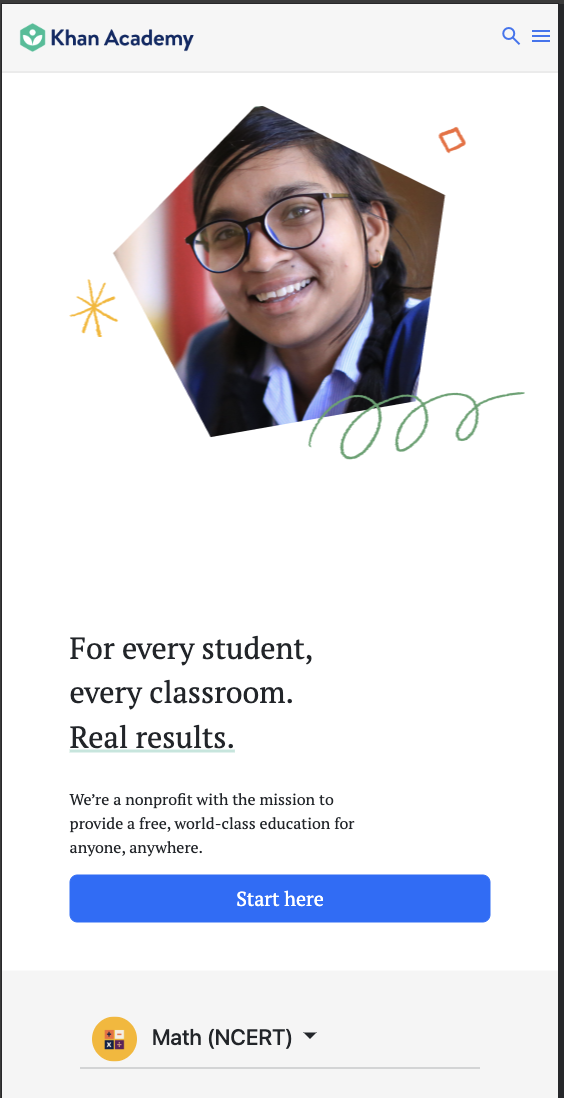 Khan Academy
For every student,
every classroom.
Real results.
We’re a nonprofit with the mission to
provide a free, world-class education for
anyone, anywhere.
Start here
Math (NCERT)